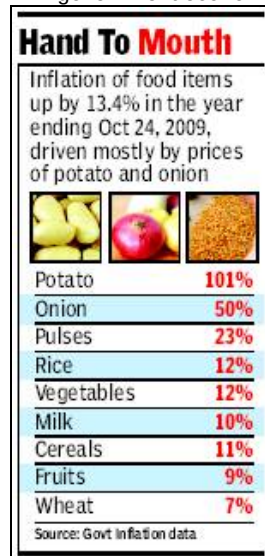 Hand To Mouth
Inflation of food items
up by 13.4% in the year
ending Oct 24, 2009,
driven mostly by prices
of potato and onion
Potato 101%
Onion 50%
Pulses 23%
Rice 12%
Vegetables 12%
Milk 10%
Cereals 11%
Fruits 9%
Wheat 7%
Source: Govt Inflation data